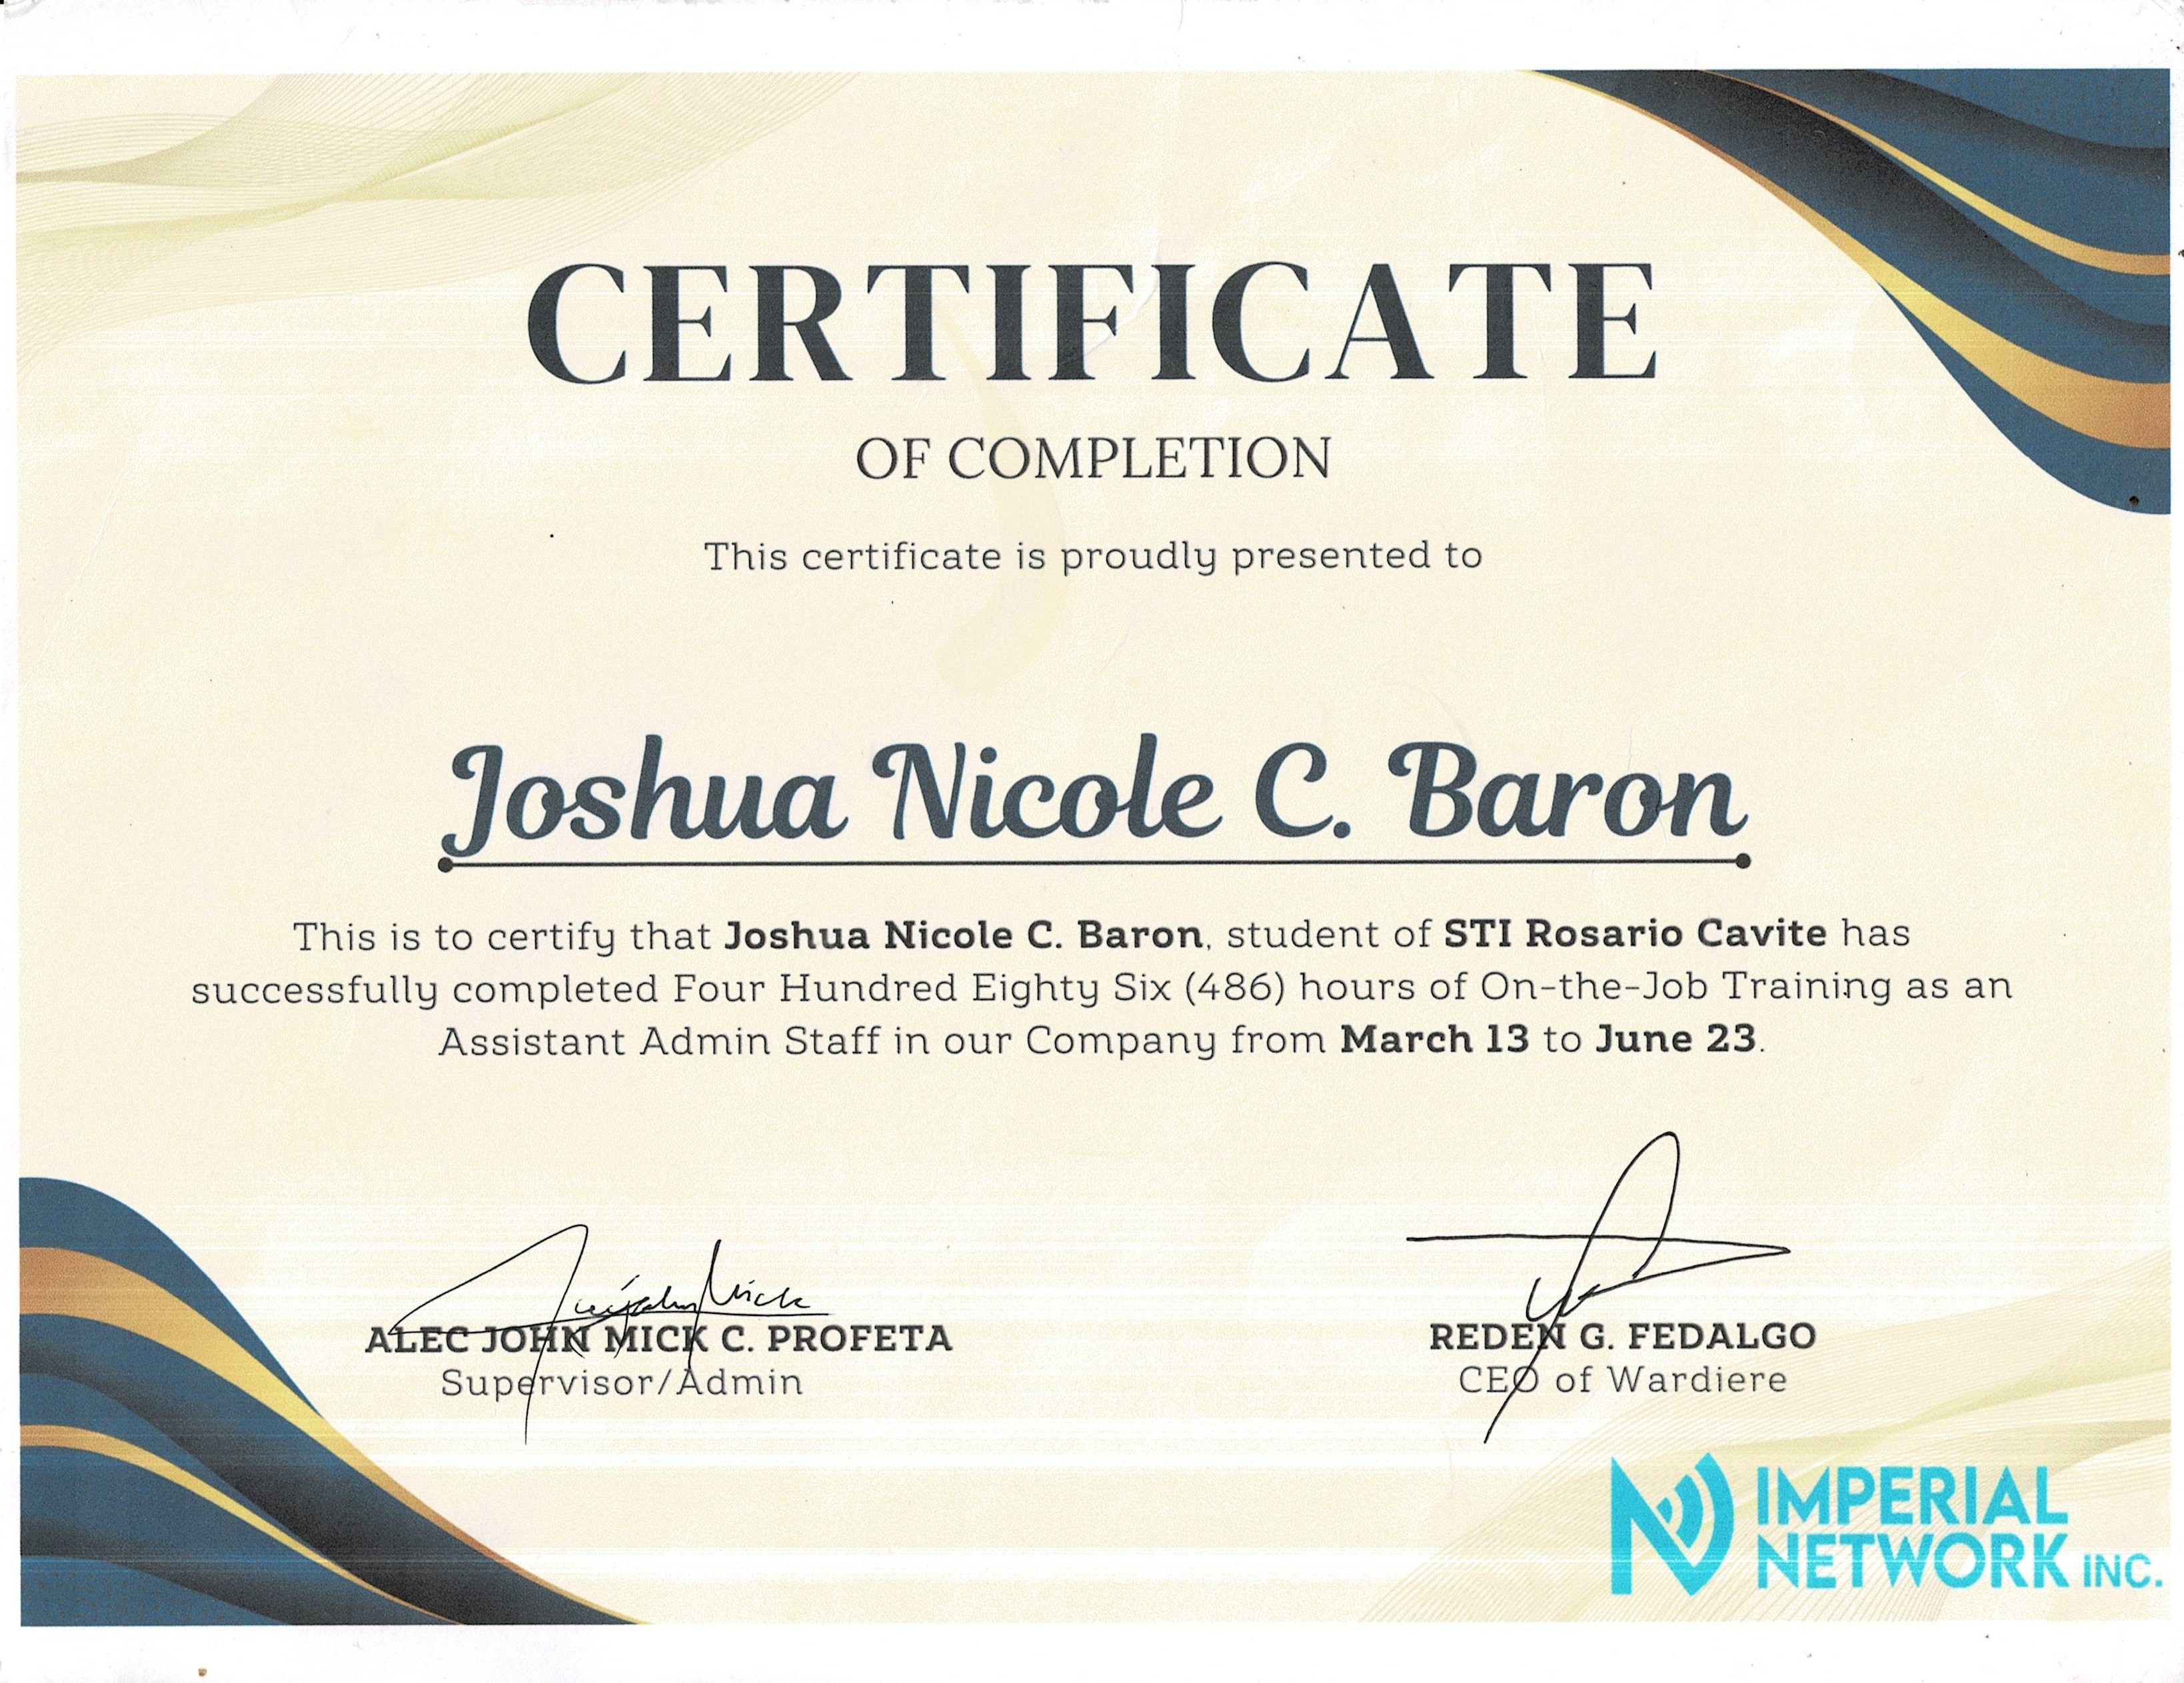 CERTIFICATE
OF COMPLETION
This certificate is proudly presented to
Joshua Nicole C. Baron
This is to certify that Joshua Nicole C. Baron, student of STI Rosario Cavite has
successfully completed Four Hundred Eighty Six (486) hours of On-the-Job Training as an
Assistant Admin Staff in our Company from March 13 to June 23.
ALEC JOHN MICK C. PROFETA
Supervisor/Admin
REDEN G. FEDALGO
CEO of Wardiere
IMPERIAL
NETWORK INC.